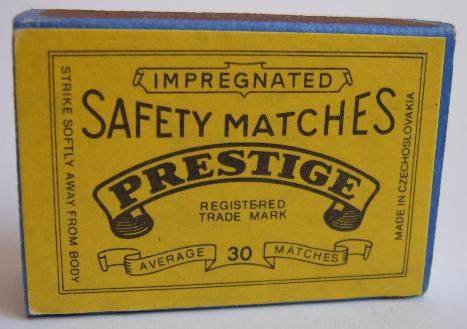 IMPREGNATED
SAFETY MATCHES
PRESTIGE
REGISTERED
TRADE MARK
AVERAGE 30 MATCHES
STRIKE SOFTLY AWAY FROM BODY
MADE IN CZECHOSLOVAKIA